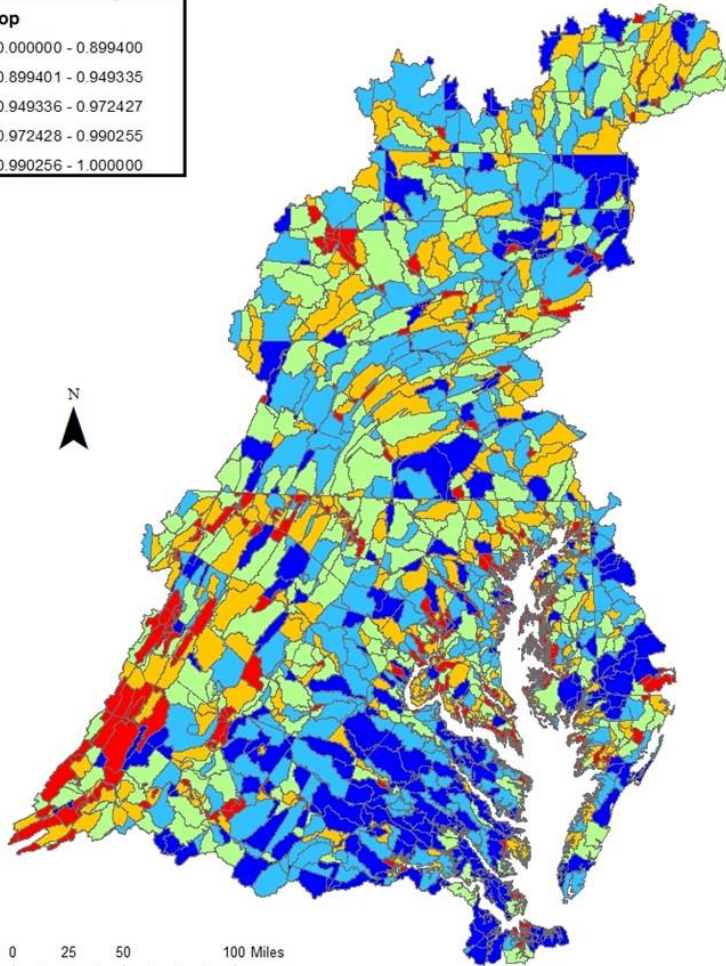 op
0.000000 - 0.899400
0.899401 - 0.949335
0.949336 - 0.972427
0.972428 - 0.990255
0.990256 - 1.000000
N
0 25 50 100 Miles